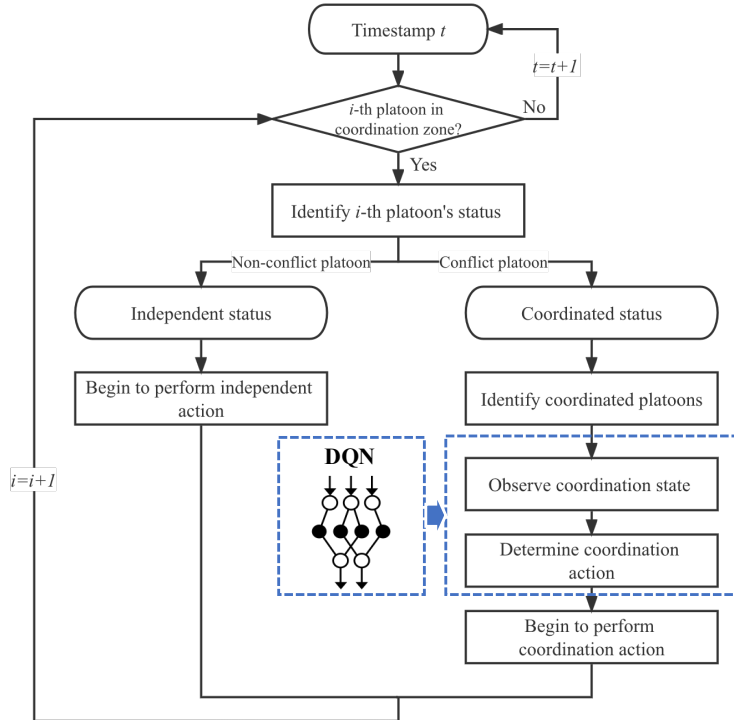 Timestamp t
t=t+1
i-th platoon in
coordination zone?
No
Yes
Identify i-th platoon's status
Non-conflict platoon
Conflict platoon
Independent status
Coordinated status
Begin to perform independent
action
Identify coordinated platoons
DQN
i=i+1
Observe coordination state
Determine coordination
action
Begin to perform
coordination action